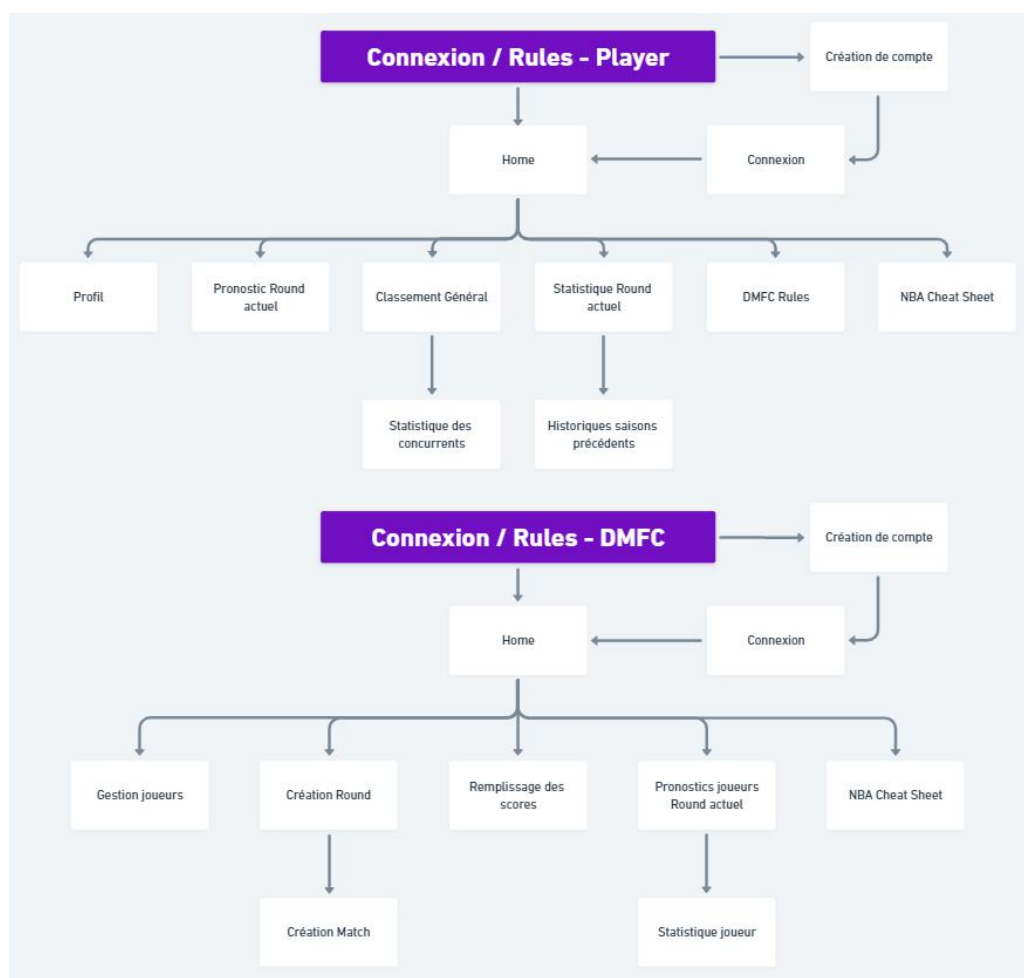 Connexion / Rules - Player
Création de compte
Home
Connexion
Profil
Pronostic Round
actuel
Classement Général
Statistique Round
actuel
DMFC Rules
NBA Cheat Sheet
Statistique des
concurrents
Historiques saisons
précédents
Connexion / Rules - DMFC
Création de compte
Home
Connexion
Gestion joueurs
Création Round
Remplissage des
scores
Pronostics joueurs
Round actuel
NBA Cheat Sheet
Création Match
Statistique joueur